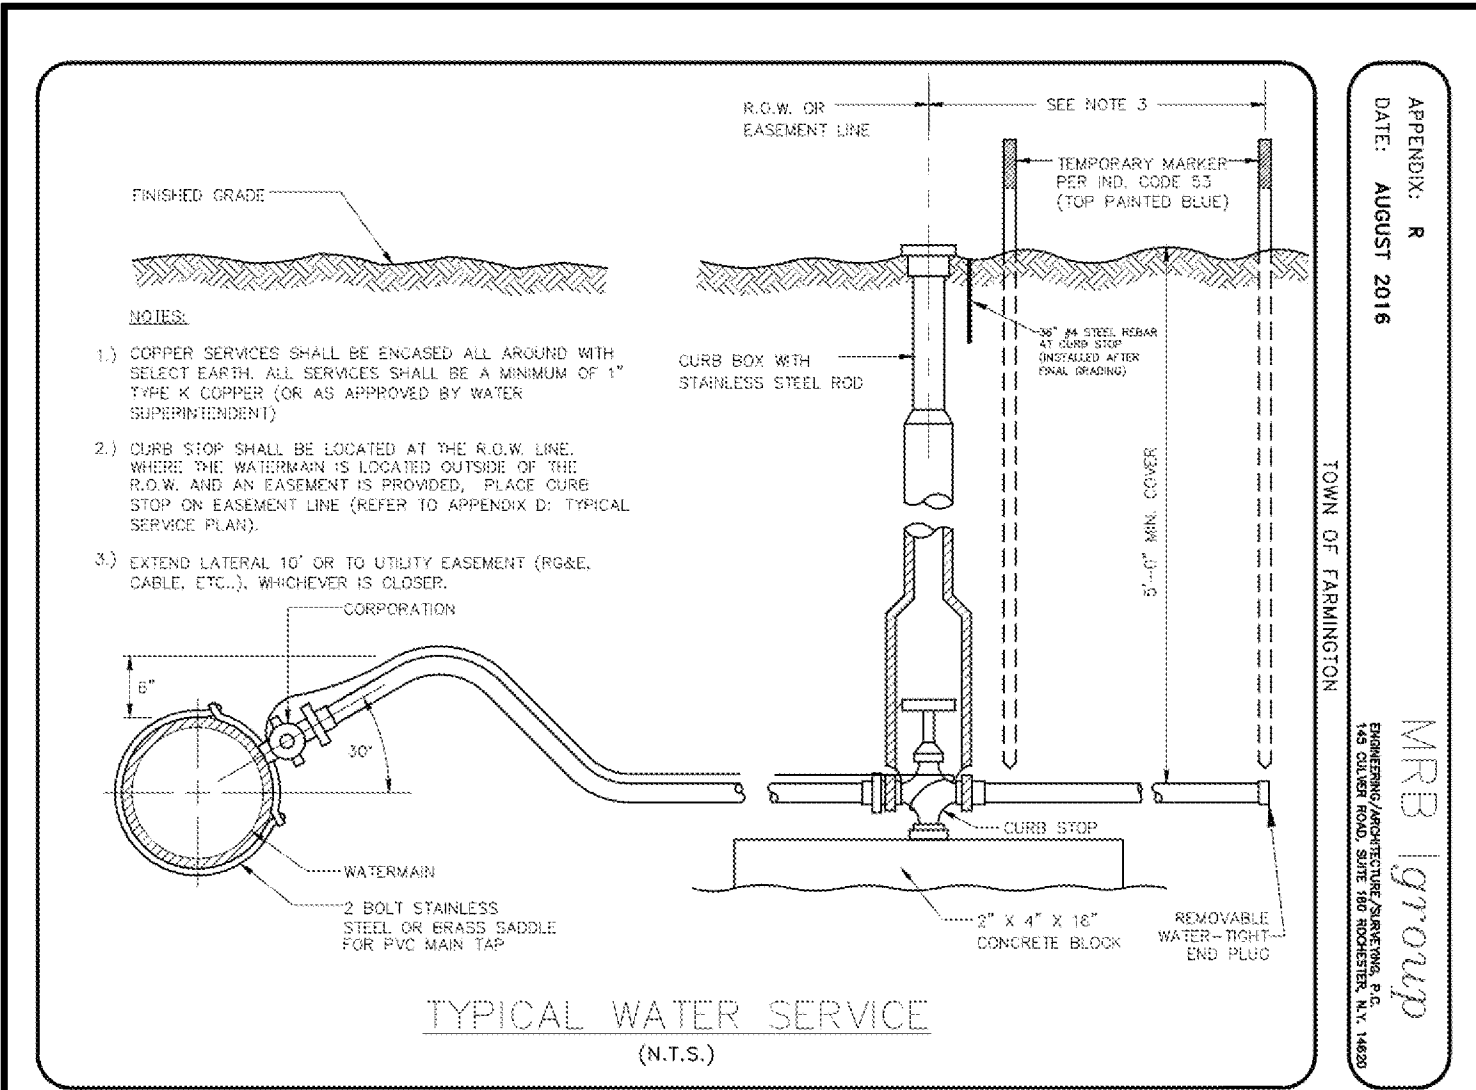 R.O.W. OR
EASEMENT LINE
SEE NOTE 3
TEMPORARY MARKER
PER IND. CODE 53
(TOP PAINTED BLUE)
FINISHED GRADE
NOTES:
1.) COPPER SERVICES SHALL BE ENCASED ALL AROUND WITH
SELECT EARTH. ALL SERVICES SHALL BE A MINIMUM OF 1"
TYPE K COPPER (OR AS APPROVED BY WATER
SUPERINTENDENT)
2.) CURB STOP SHALL BE LOCATED AT THE R.O.W. LINE.
WHERE THE WATERMAIN IS LOCATED OUTSIDE OF THE
R.O.W. AND AN EASEMENT IS PROVIDED, PLACE CURB
STOP ON EASEMENT LINE (REFER TO APPENDIX D: TYPICAL
SERVICE PLAN).
3.) EXTEND LATERAL 10' OR TO UTILITY EASEMENT (RG&E,
CABLE, ETC..), WHICHEVER IS CLOSER.
36" #4 STEEL REBAR
AT CURB STOP
(INSTALLED AFTER
FINAL GRADING)
CURB BOX WITH
STAINLESS STEEL ROD
5'-0" MIN. COVER
CORPORATION
6"
30°
WATERMAIN
2 BOLT STAINLESS
STEEL OR BRASS SADDLE
FOR PVC MAIN TAP
CURB STOP
2" X 4" X 16"
CONCRETE BLOCK
REMOVABLE
WATER-TIGHT
END PLUG
TYPICAL WATER SERVICE
(N.T.S.)
TOWN OF FARMINGTON
APPENDIX: R
DATE: AUGUST 2016
MRB group
ENGINEERING/ARCHITECTURE/SURVEYING, P.C.
145 CULVER ROAD, SUITE 160 ROCHESTER, N.Y. 14620